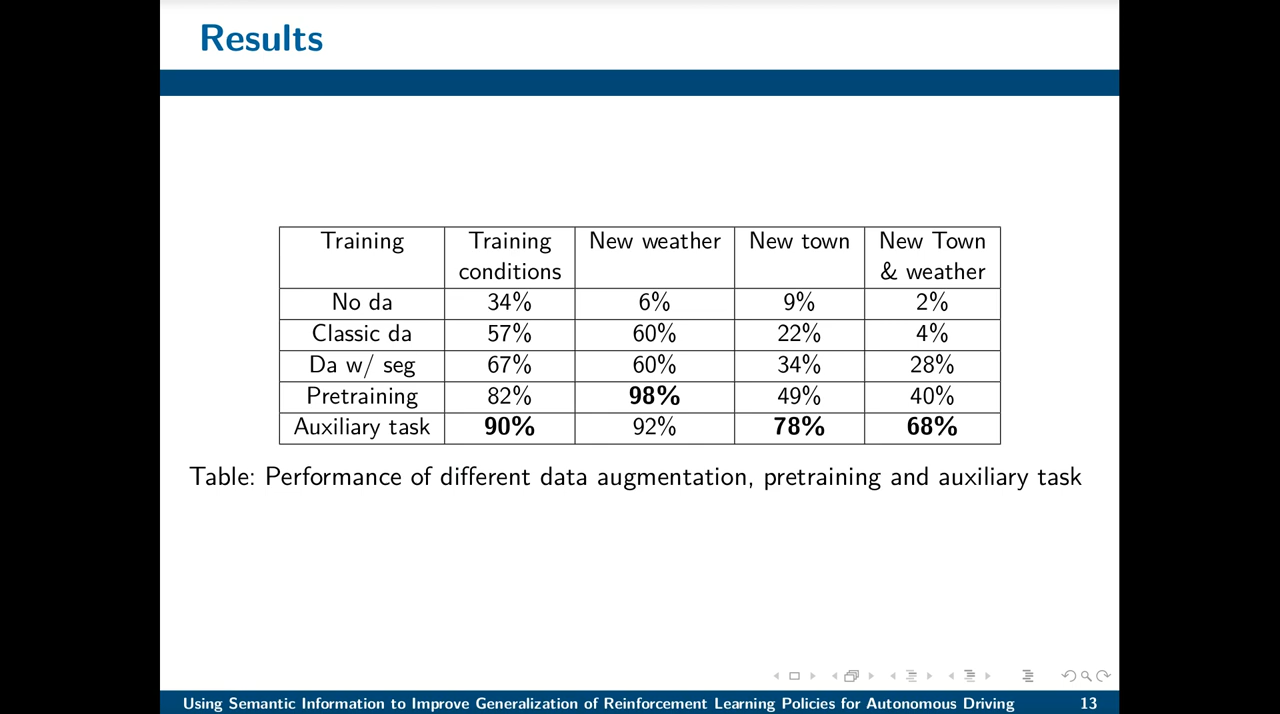 Results
Training Training New weather New town New Town
conditions & weather
No da 34% 6% 9% 2%
Classic da 57% 60% 22% 4%
Da w/ seg 67% 60% 34% 28%
Pretraining 82% 98% 49% 40%
Auxiliary task 90% 92% 78% 68%
Table: Performance of different data augmentation, pretraining and auxiliary task
Using Semantic Information to Improve Generalization of Reinforcement Learning Policies for Autonomous Driving 13